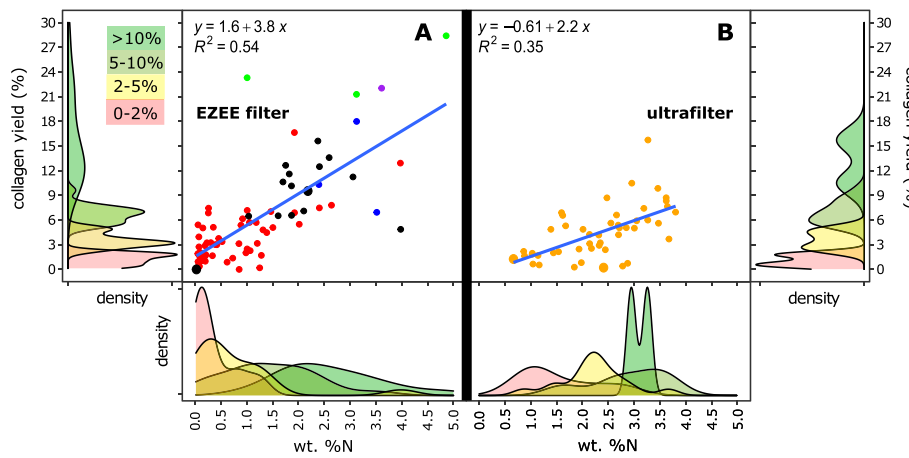 30
27
24
21
18
15
12
9
6
3
0
collagen yield (%)
>10%
5-10%
2-5%
0-2%
density
y = 1.6 + 3.8 x
R² = 0.54
A
EZEE filter
y = −0.61 + 2.2 x
R² = 0.35
B
ultrafilter
30
27
24
21
18
15
12
9
6
3
0
density
density
0.0 0.5 1.0 1.5 2.0 2.5 3.0 3.5 4.0 4.5 5.0
wt. %N
0.0 0.5 1.0 1.5 2.0 2.5 3.0 3.5 4.0 4.5 5.0
wt. %N